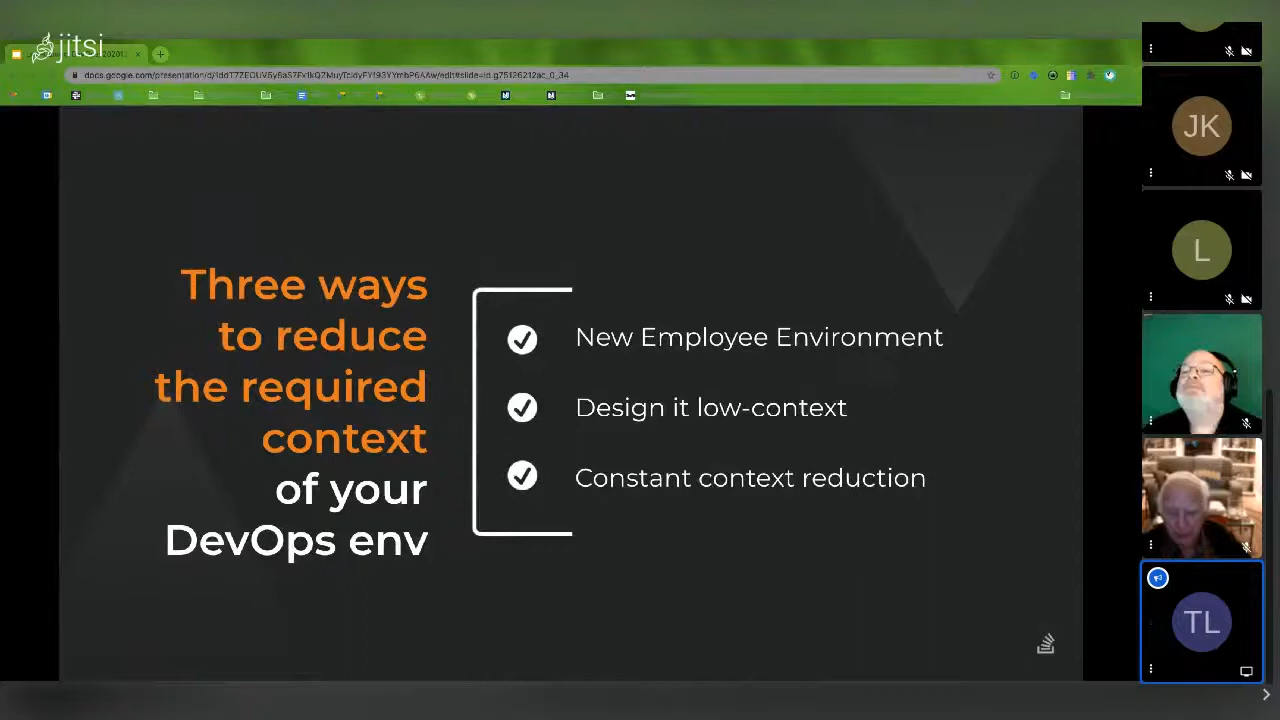 jitsi
Three ways
to reduce
the required
context
of your
DevOps env
New Employee Environment
Design it low-context
Constant context reduction
JK
L
TL